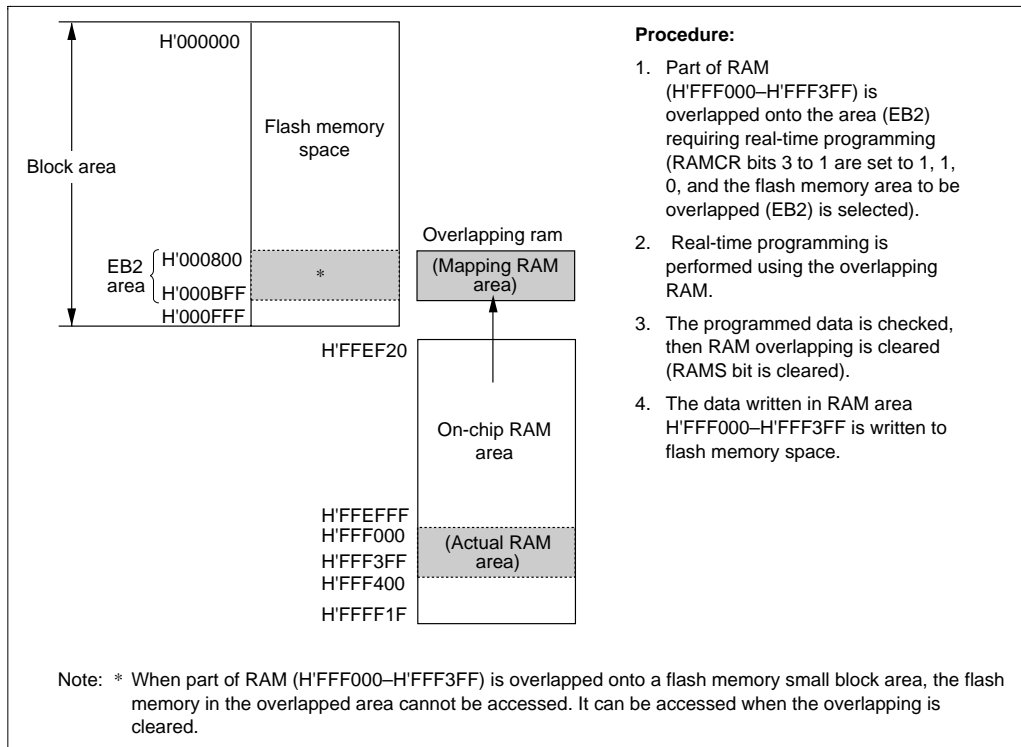 H'000000
Flash memory
space
Block area
EB2
area
H'000800
H'000BFF
H'000FFF
*
Overlapping ram
(Mapping RAM
area)
H'FFEF20
On-chip RAM
area
H'FFEFFF
H'FFF000
H'FFF3FF
H'FFF400
H'FFFF1F
(Actual RAM
area)
Procedure:
1. Part of RAM
(H'FFF000–H'FFF3FF) is
overlapped onto the area (EB2)
requiring real-time programming
(RAMCR bits 3 to 1 are set to 1, 1,
0, and the flash memory area to be
overlapped (EB2) is selected).
2. Real-time programming is
performed using the overlapping
RAM.
3. The programmed data is checked,
then RAM overlapping is cleared
(RAMS bit is cleared).
4. The data written in RAM area
H'FFF000–H'FFF3FF is written to
flash memory space.
Note: * When part of RAM (H'FFF000–H'FFF3FF) is overlapped onto a flash memory small block area, the flash
memory in the overlapped area cannot be accessed. It can be accessed when the overlapping is
cleared.